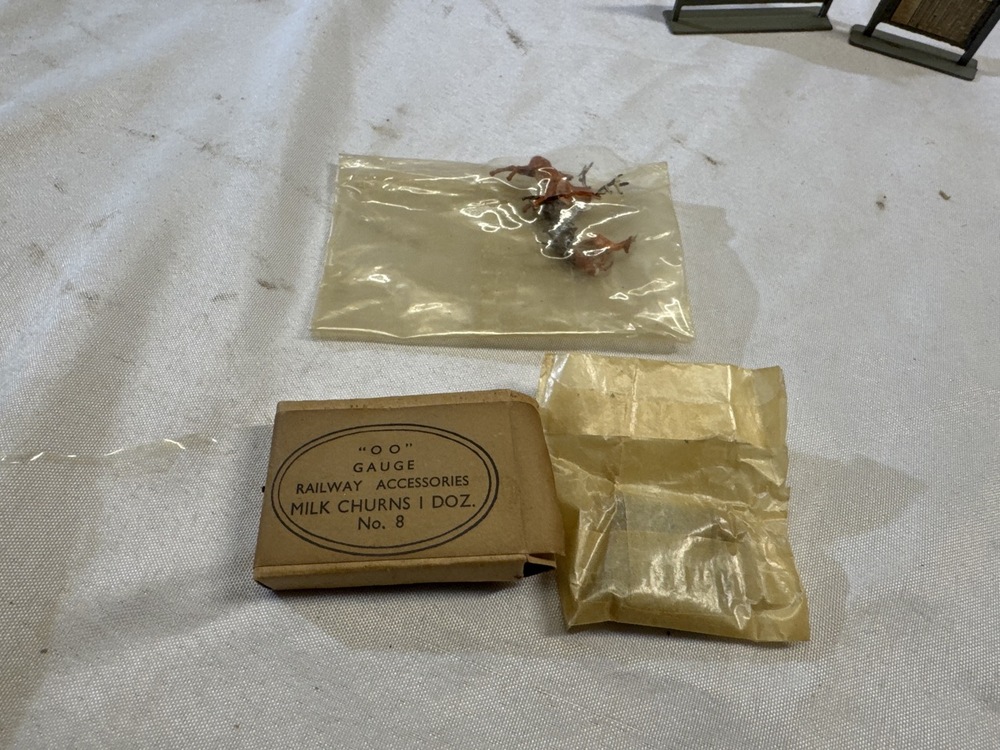 "OO"
GAUGE
RAILWAY ACCESSORIES
MILK CHURNS 1 DOZ.
No. 8